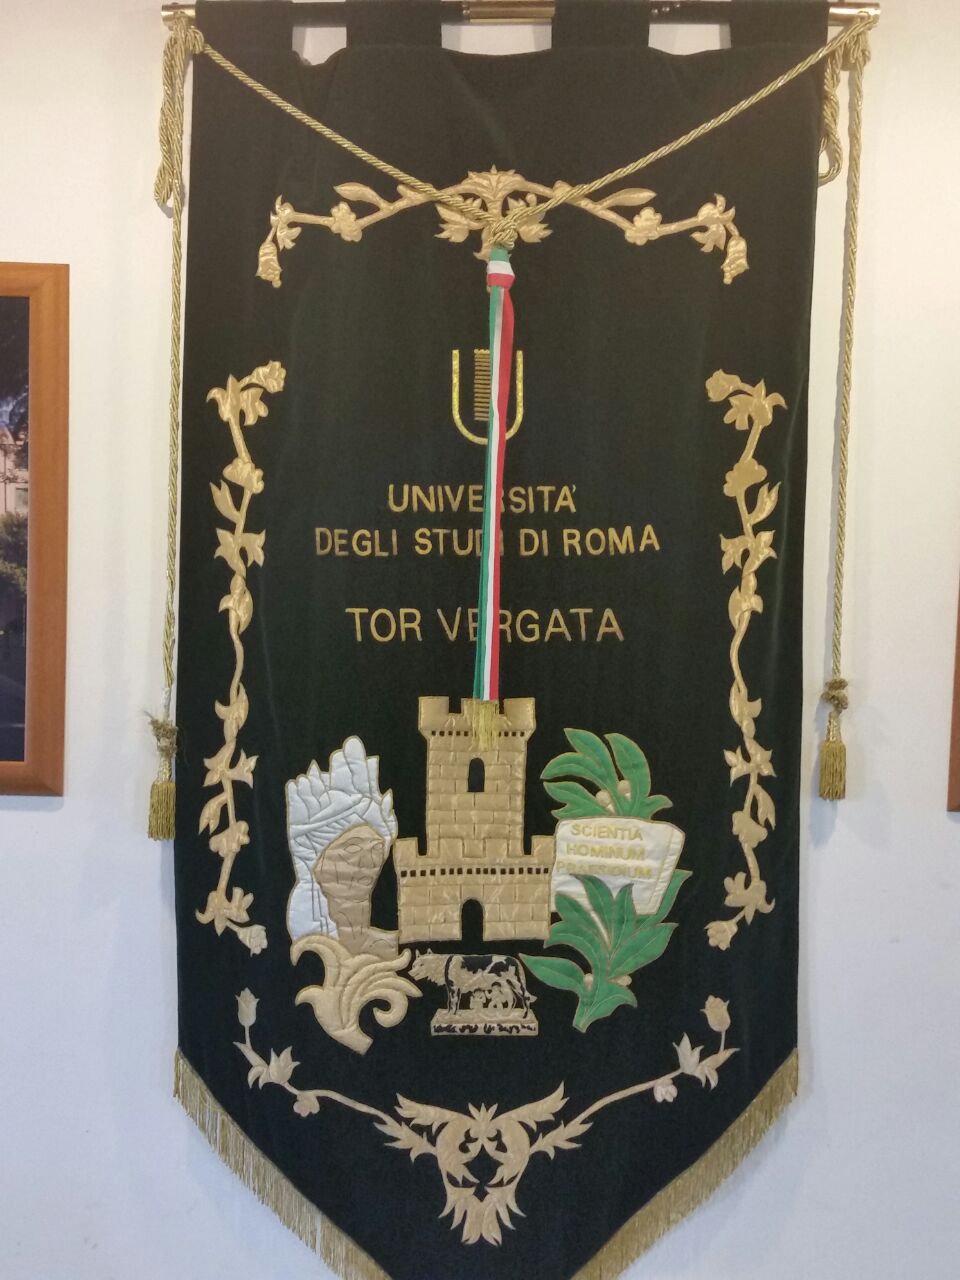 UNIVERSITA'
DEGLI STUDI DI ROMA
TOR VERGATA
SCIENTIA
HOMINUM
PRAESIDIUM